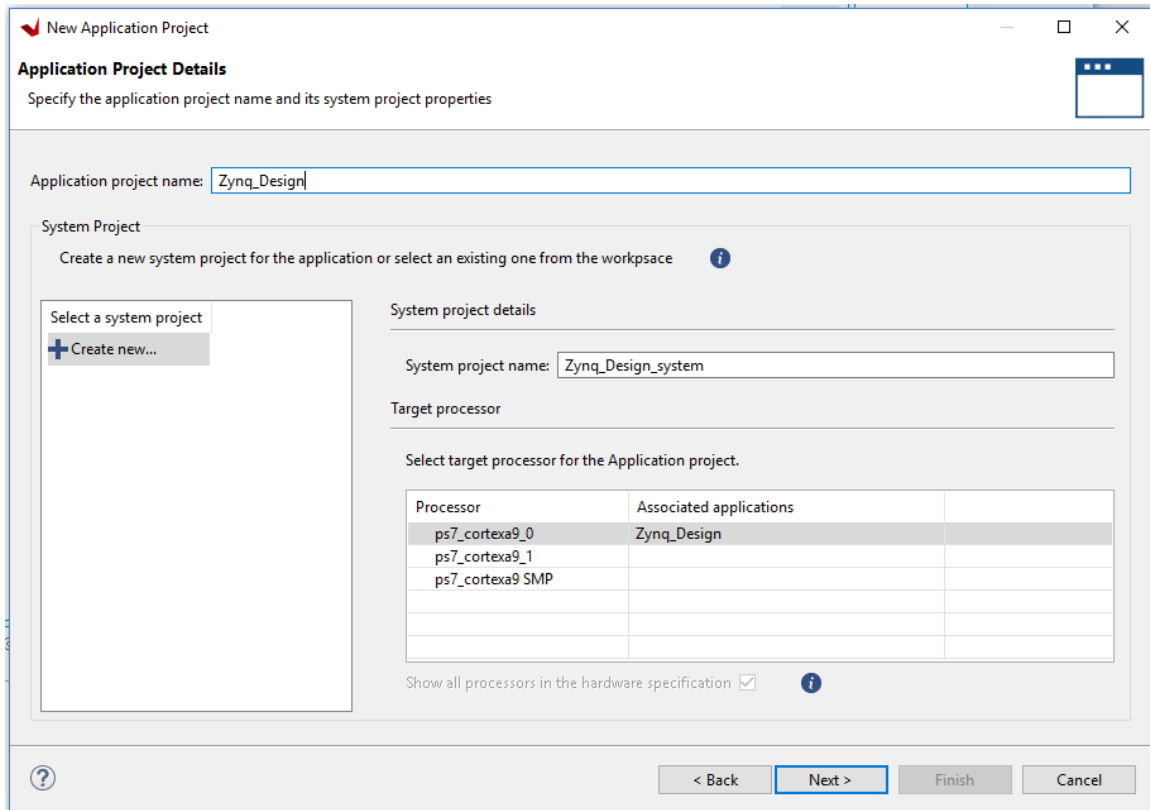 New Application Project
Application Project Details
Specify the application project name and its system project properties
Application project name: Zynq_Design
System Project
Create a new system project for the application or select an existing one from the workpsace
Select a system project
Create new...
System project details
System project name: Zynq_Design_system
Target processor
Select target processor for the Application project.
Processor Associated applications
ps7_cortexa9_0 Zynq_Design
ps7_cortexa9_1
ps7_cortexa9 SMP
Show all processors in the hardware specification
< Back Next > Finish Cancel